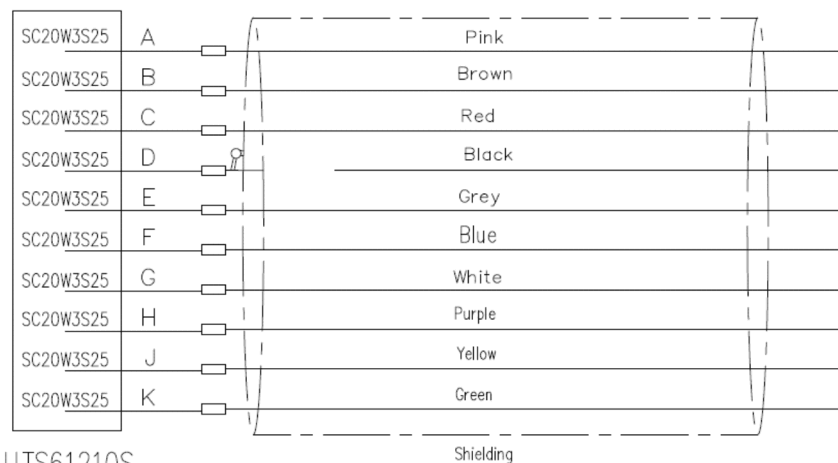 SC20W3S25 A Pink
SC20W3S25 B Brown
SC20W3S25 C Red
SC20W3S25 D Black
SC20W3S25 E Grey
SC20W3S25 F Blue
SC20W3S25 G White
SC20W3S25 H Purple
SC20W3S25 J Yellow
SC20W3S25 K Green
UTS61210S
Shielding